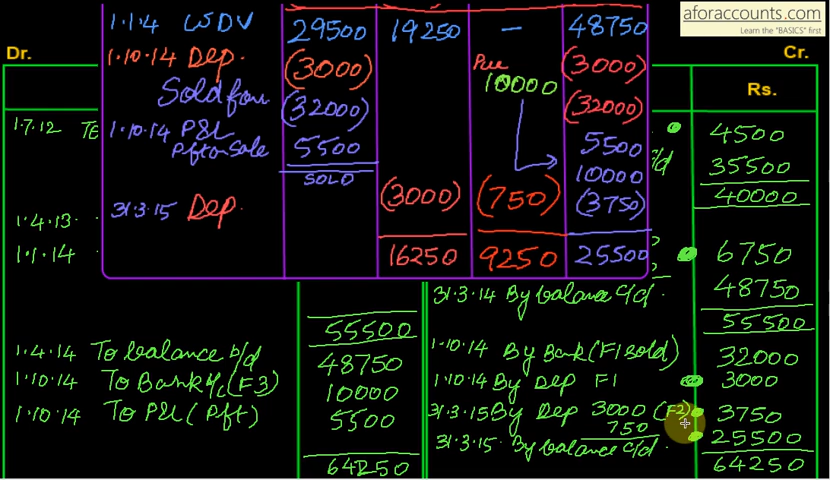 aforaccounts.com
Learn the "BASICS" first
Dr. Cr.
Rs.
1.1.4 WDV 29500 19250 - 48750
1.10.14 Dep. (3000) (3000)
Pur 10000
Sold for (32000) (32000)
1.10.14 P&L 5500 5500
Pft on Sale
SOLD 10000
31.3.15 Dep. (3000) (750) (3750)
16250 9250 25500
1.7.12 4500
c/d 35500
40000
1.4.13.
1.1.14 6750
48750
31.3.14 By balance c/d.
55500 55500
1.4.14 To balance b/d 48750 1.10.14 By Bank (F1 sold) 32000
1.10.14 To Bank a/c (F3) 10000 1.10.14 By Dep F1 3000
1.10.14 To P&L (Pft) 5500 31.3.15 By Dep 3000 (F2) 3750
750
31.3.15. By balance c/d. 25500
64250 64250